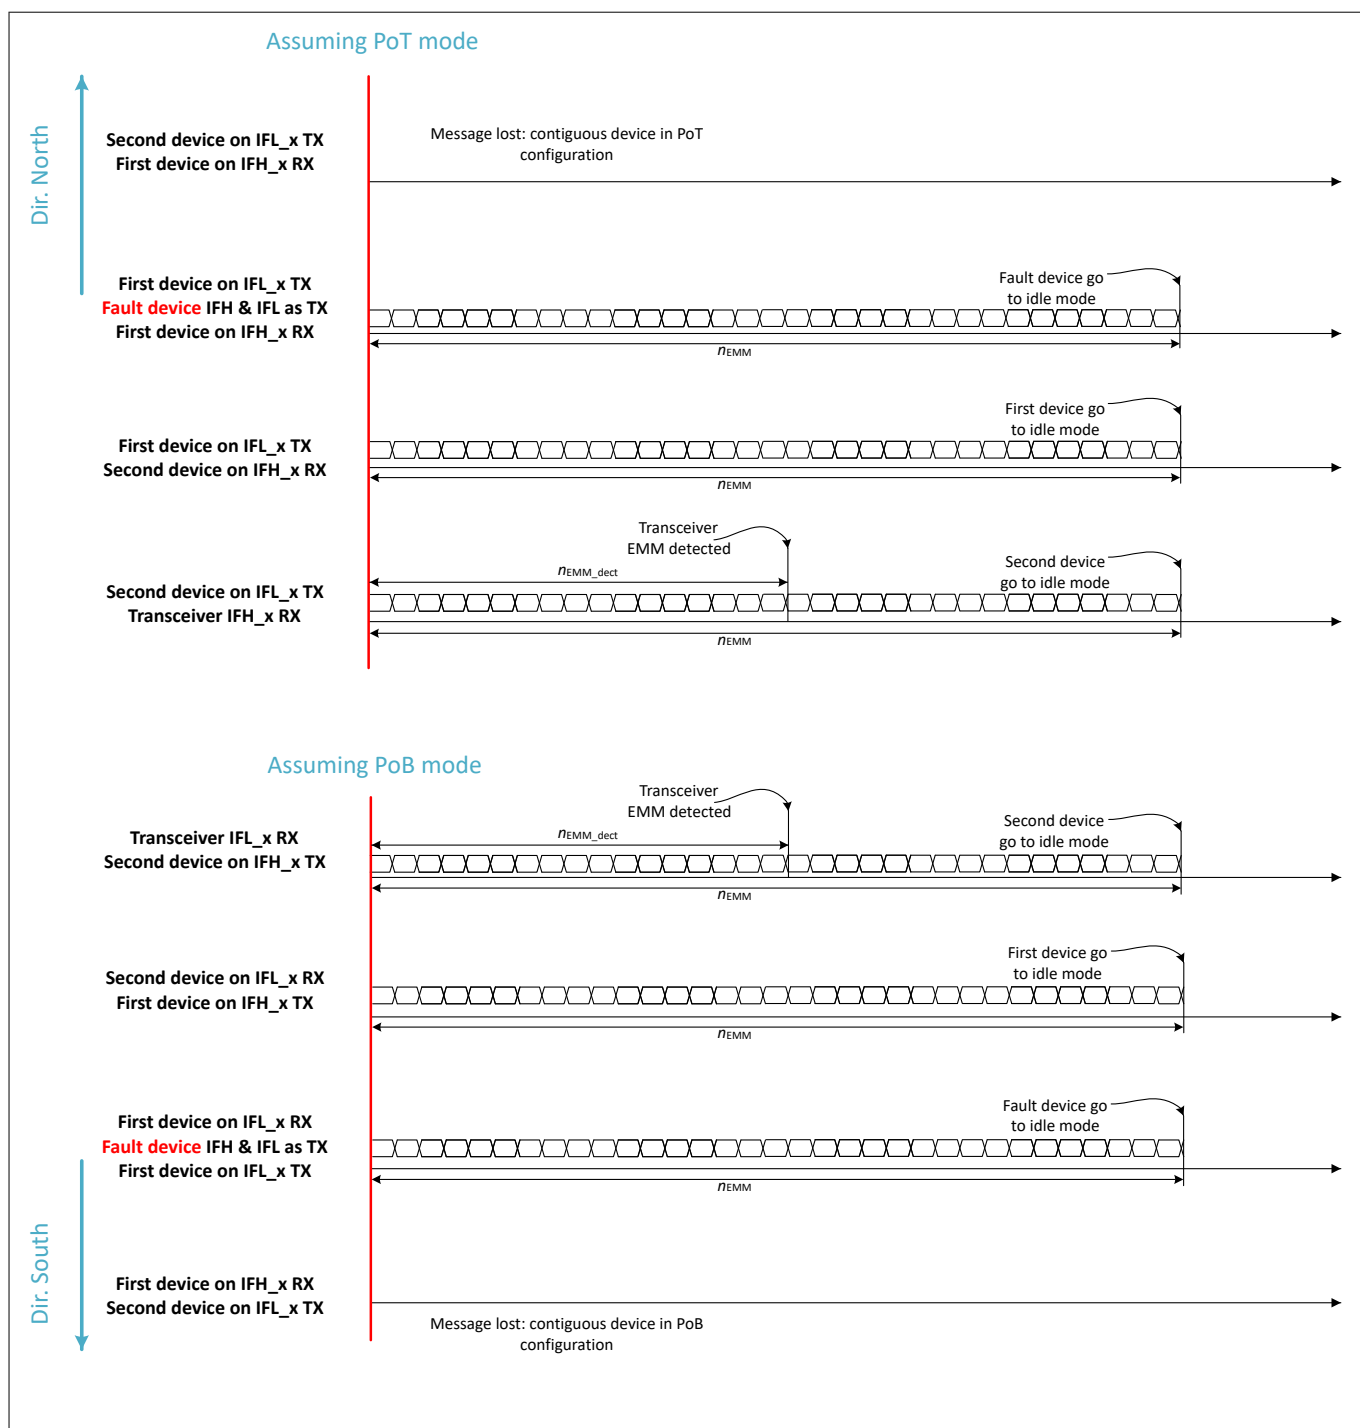 Assuming PoT mode
Dir. North
Second device on IFL_x TX
First device on IFH_x RX
Message lost: contiguous device in PoT
configuration
First device on IFL_x TX
Fault device IFH & IFL as TX
First device on IFH_x RX
Fault device go
to idle mode
nEMM
First device on IFL_x TX
Second device on IFH_x RX
First device go
to idle mode
nEMM
Second device on IFL_x TX
Transceiver IFH_x RX
Transceiver
EMM detected
nEMM_dect
Second device
go to idle mode
nEMM
Assuming PoB mode
Transceiver IFL_x RX
Second device on IFH_x TX
Transceiver
EMM detected
nEMM_dect
Second device
go to idle mode
nEMM
Second device on IFL_x RX
First device on IFH_x TX
First device go
to idle mode
nEMM
First device on IFL_x RX
Fault device IFH & IFL as TX
First device on IFL_x TX
Fault device go
to idle mode
nEMM
Dir. South
First device on IFH_x RX
Second device on IFL_x TX
Message lost: contiguous device in PoB
configuration